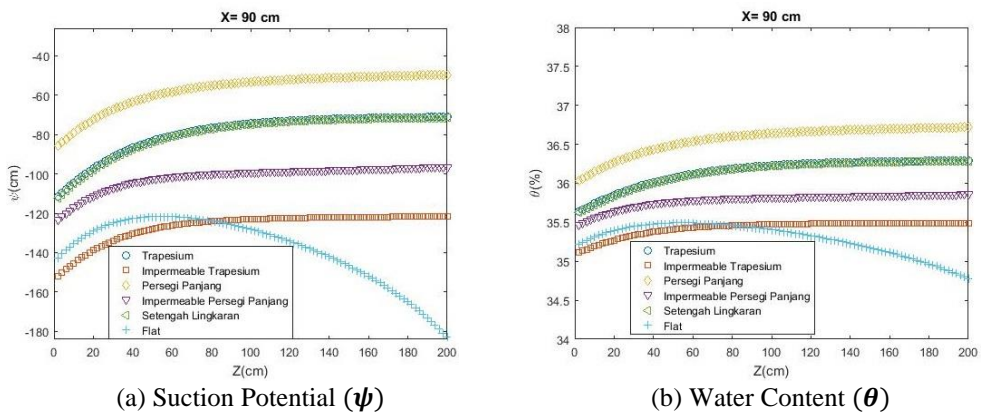 X= 90 cm
-40
-60
-80
-100
-120
-140
-160
-180
ψ(cm)
Trapesium
Impermeable Trapesium
Persegi Panjang
Impermeable Persegi Panjang
Setengah Lingkaran
Flat
0 20 40 60 80 100 120 140 160 180 200
Z(cm)
(a) Suction Potential (ψ)
X= 90 cm
38
37.5
37
36.5
36
35.5
35
34.5
34
θ(%)
Trapesium
Impermeable Trapesium
Persegi Panjang
Impermeable Persegi Panjang
Setengah Lingkaran
Flat
0 20 40 60 80 100 120 140 160 180 200
Z(cm)
(b) Water Content (θ)